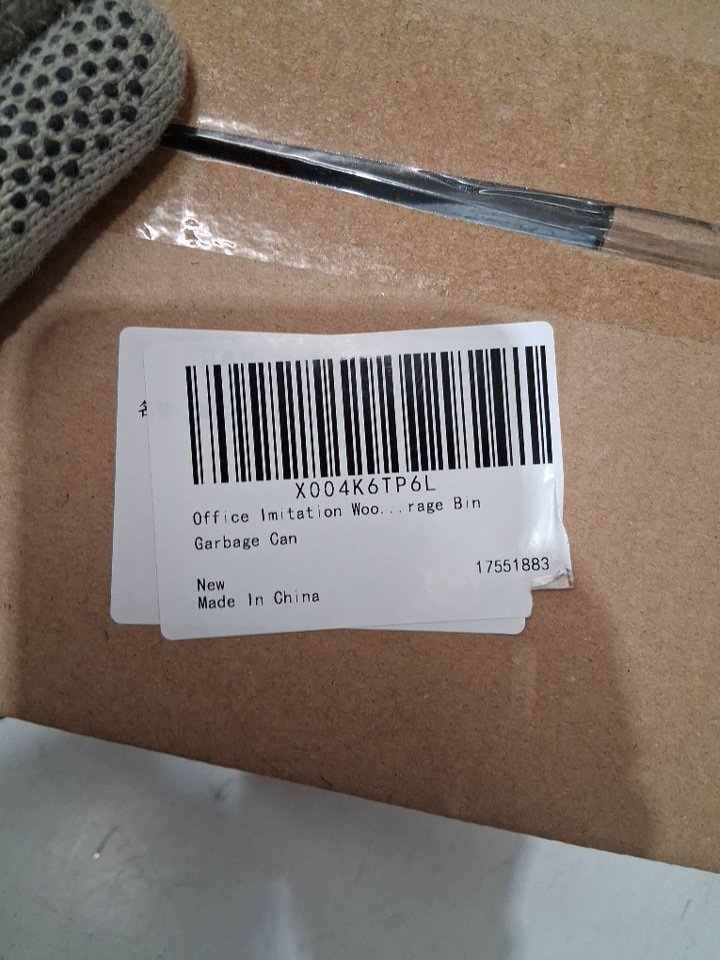 X004K6TP6L
Office Imitation Woo...rage Bin
Garbage Can
17551883
New
Made In China